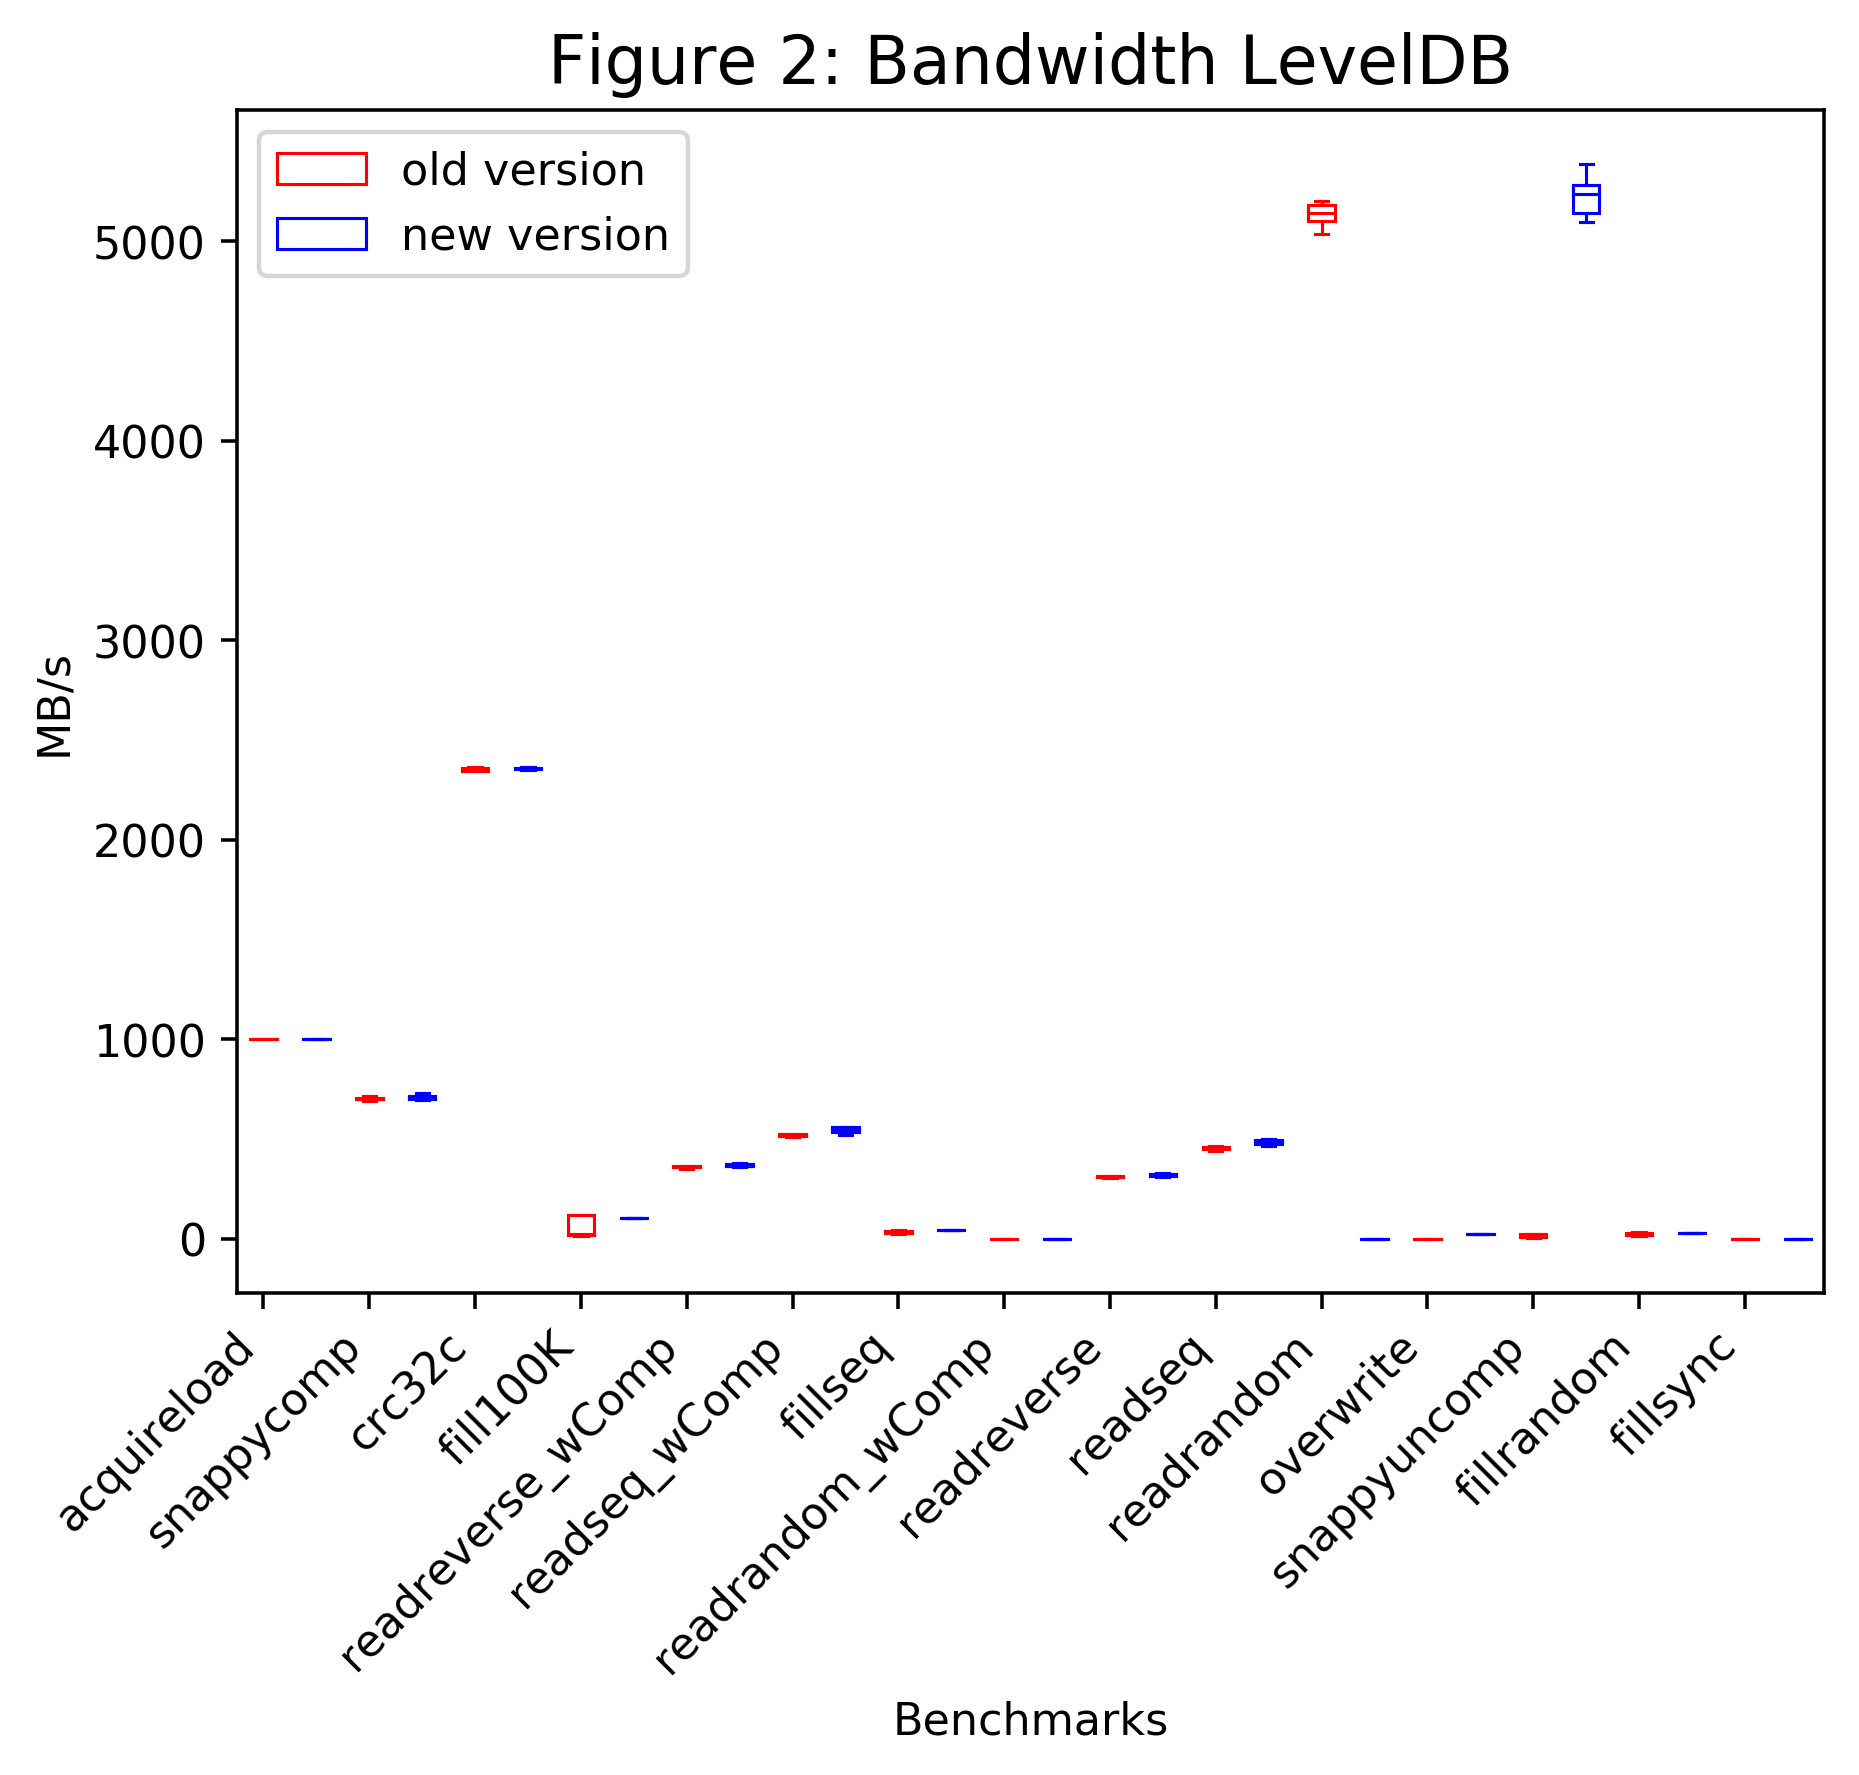 Figure 2: Bandwidth LevelDB
old version
new version
5000
4000
3000
2000
1000
0
MB/s
acquireload
snappycomp
crc32c
fill100K
readreverse_wComp
readseq_wComp
fillseq
readrandom_wComp
readreverse
readseq
readrandom
overwrite
snappyuncomp
fillrandom
fillsync
Benchmarks